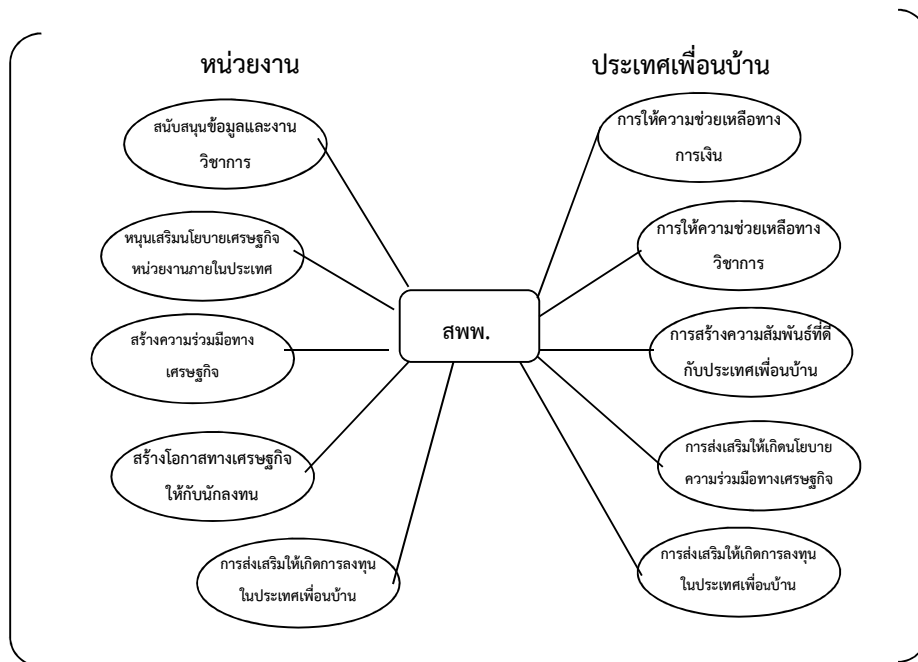 หน่วยงาน
สนับสนุนข้อมูลและงาน
วิชาการ
หนุนเสริมนโยบายเศรษฐกิจ
หน่วยงานภายในประเทศ
สร้างความร่วมมือทาง
เศรษฐกิจ
สร้างโอกาสทางเศรษฐกิจ
ให้กับนักลงทน
การส่งเสริมให้เกิดการลงทุน
ในประเทศเพื่อนบ้าน
สพพ.
ประเทศเพื่อนบ้าน
การให้ความช่วยเหลือทาง
การเงิน
การให้ความช่วยเหลือทาง
วิชาการ
การสร้างความสัมพันธ์ที่ดี
กับประเทศเพื่อนบ้าน
การส่งเสริมให้เกิดนโยบาย
ความร่วมมือทางเศรษฐกิจ
การส่งเสริมให้เกิดการลงทุน
ในประเทศเพื่อนบ้าน